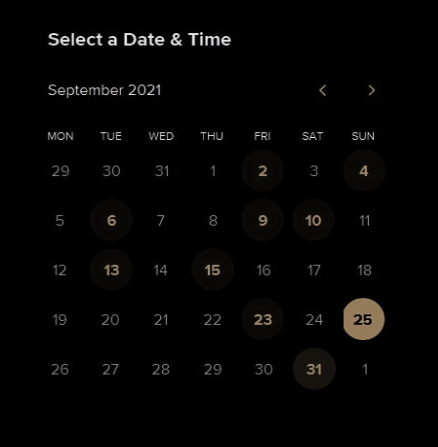 Select a Date & Time
September 2021
MON TUE WED THU FRI SAT SUN
29 30 31 1 2 3 4
5 6 7 8 9 10 11
12 13 14 15 16 17 18
19 20 21 22 23 24 25
26 27 28 29 30 31 1